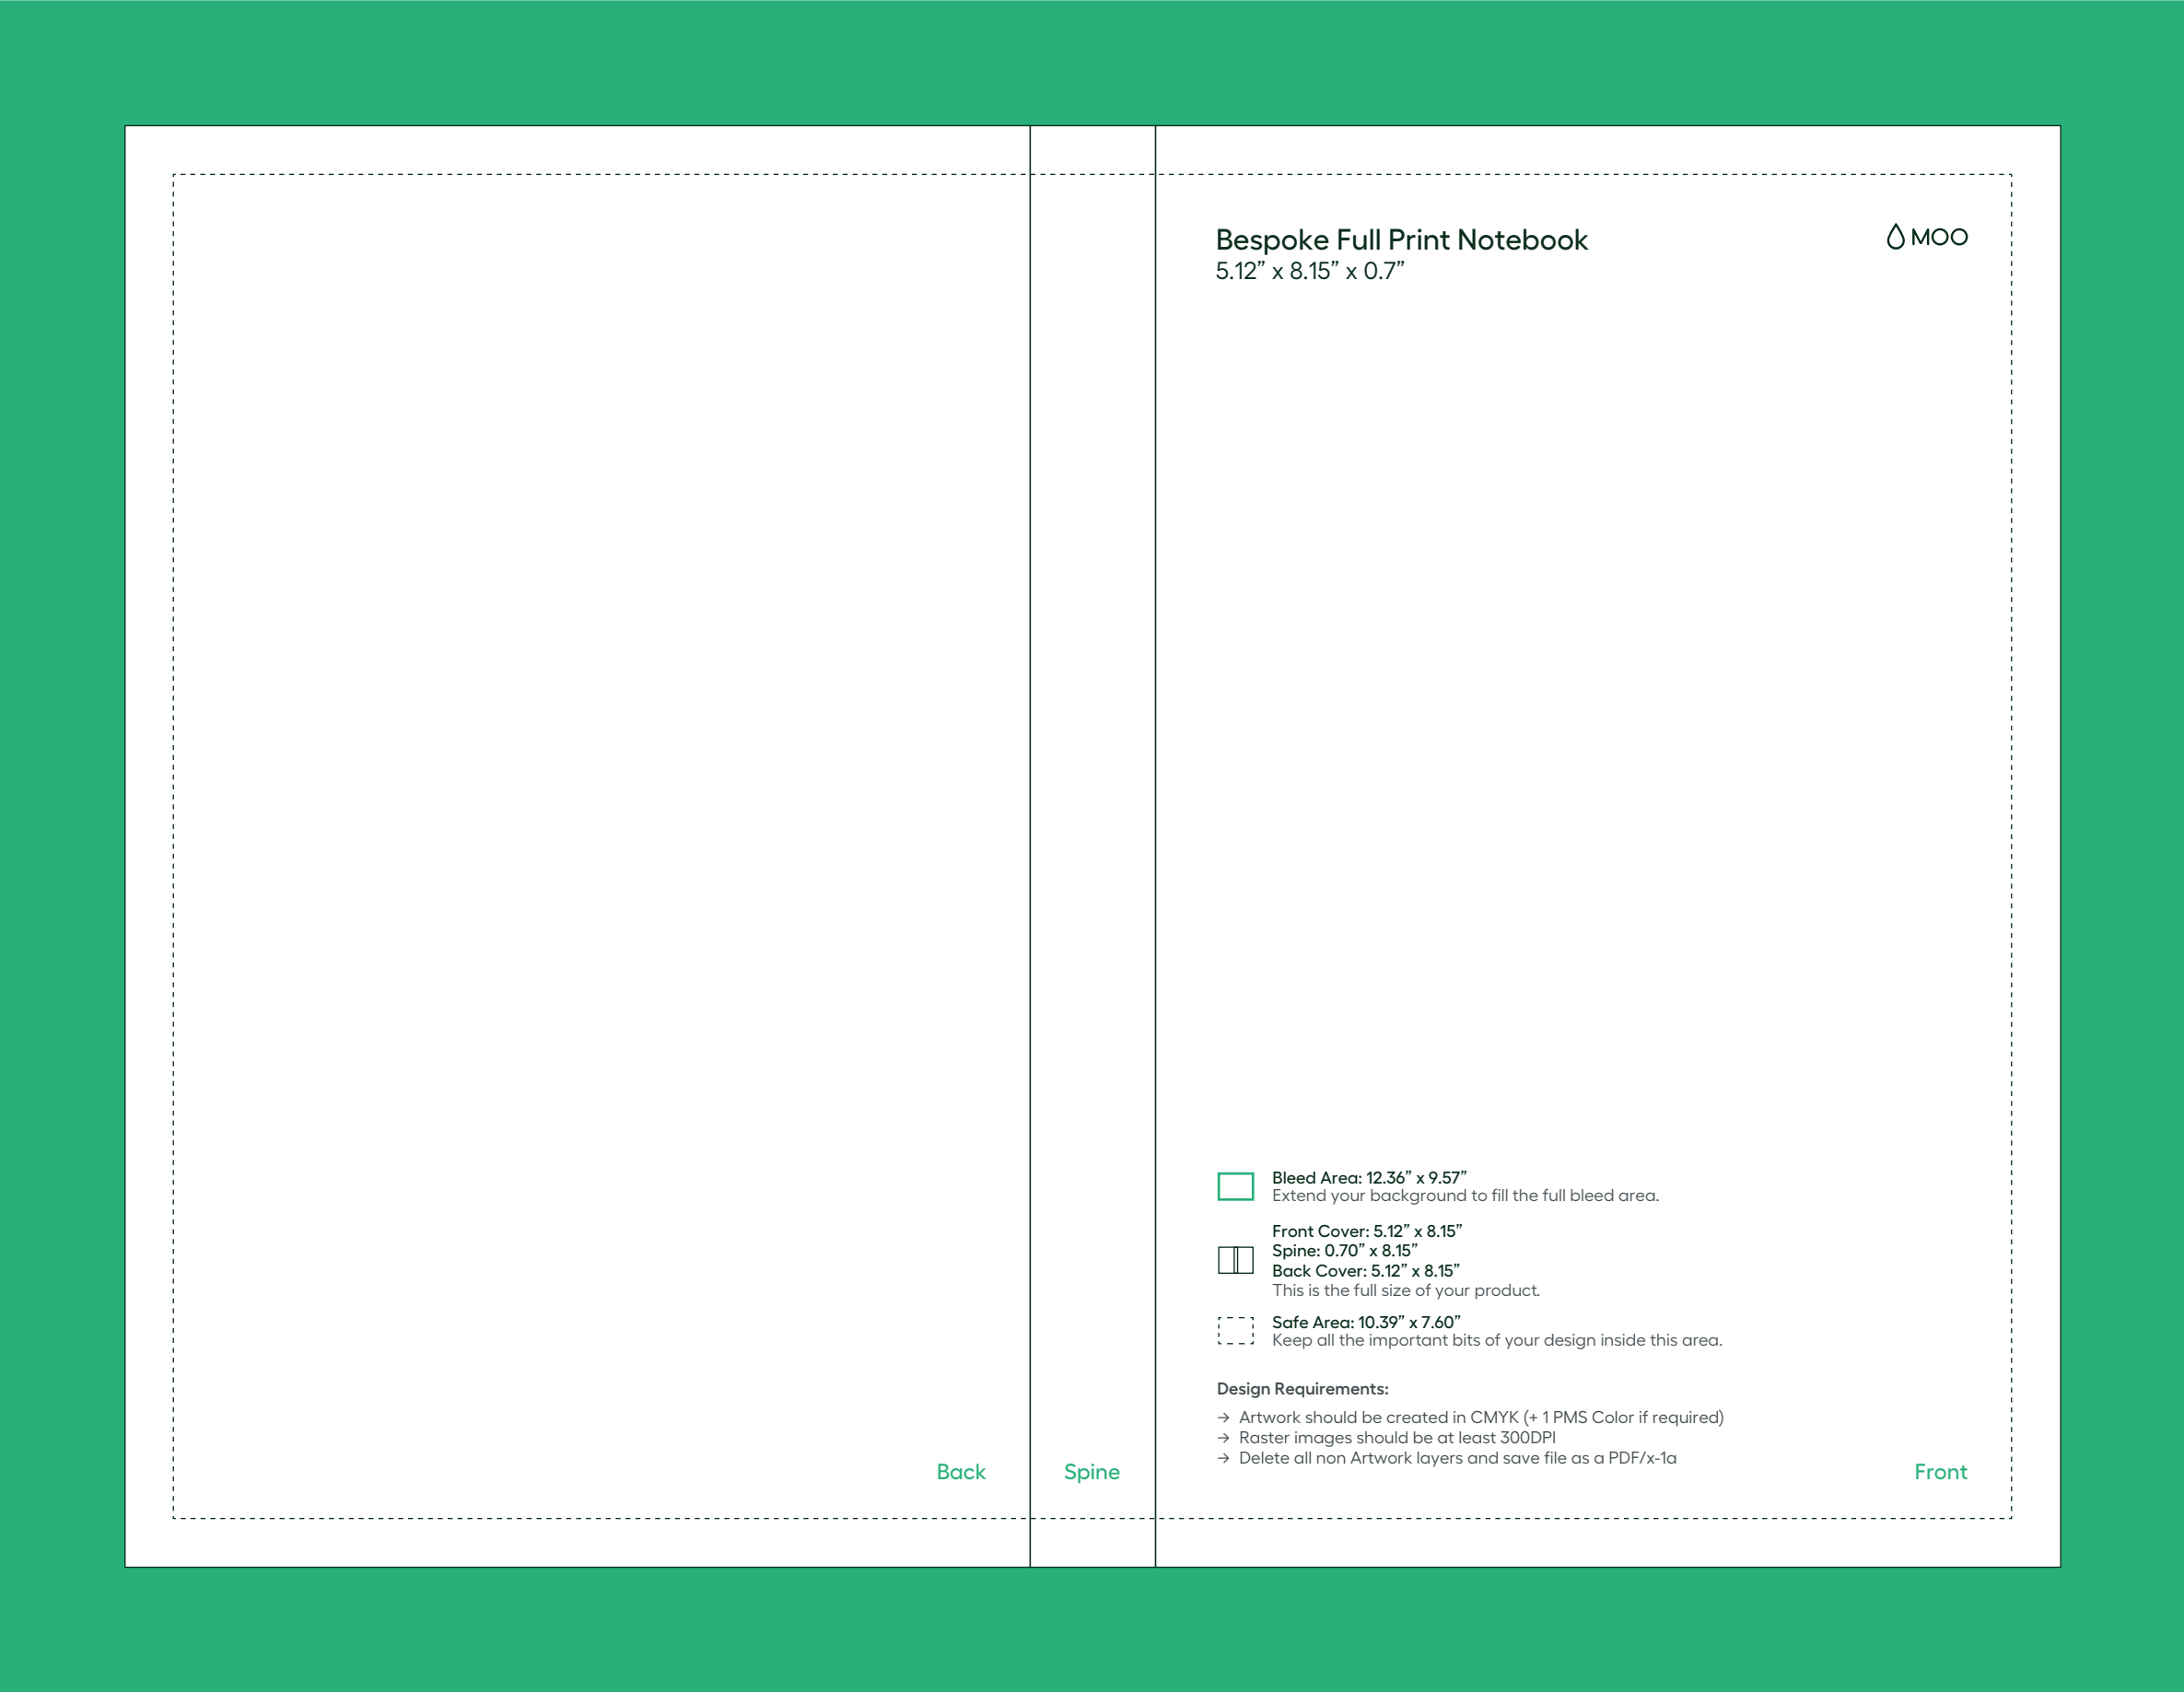 Bespoke Full Print Notebook
5.12” x 8.15” x 0.7”
MOO
Bleed Area: 12.36” x 9.57”
Extend your background to fill the full bleed area.
Front Cover: 5.12” x 8.15”
Spine: 0.70” x 8.15”
Back Cover: 5.12” x 8.15”
This is the full size of your product.
Safe Area: 10.39” x 7.60”
Keep all the important bits of your design inside this area.
Design Requirements:
→ Artwork should be created in CMYK (+ 1 PMS Color if required)
→ Raster images should be at least 300DPI
→ Delete all non Artwork layers and save file as a PDF/x-1a
Back
Spine
Front